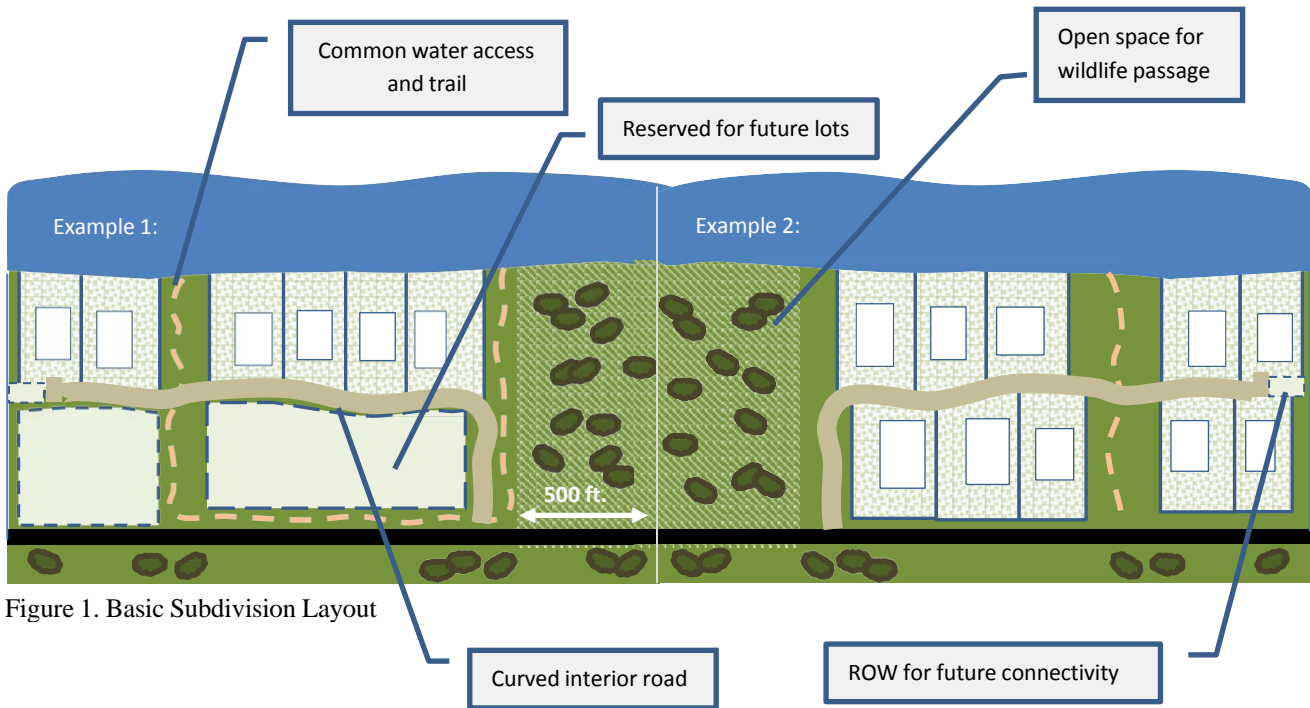 Common water access
and trail
Open space for
wildlife passage
Reserved for future lots
Example 1:
Example 2:
500 ft.
Figure 1. Basic Subdivision Layout
Curved interior road
ROW for future connectivity